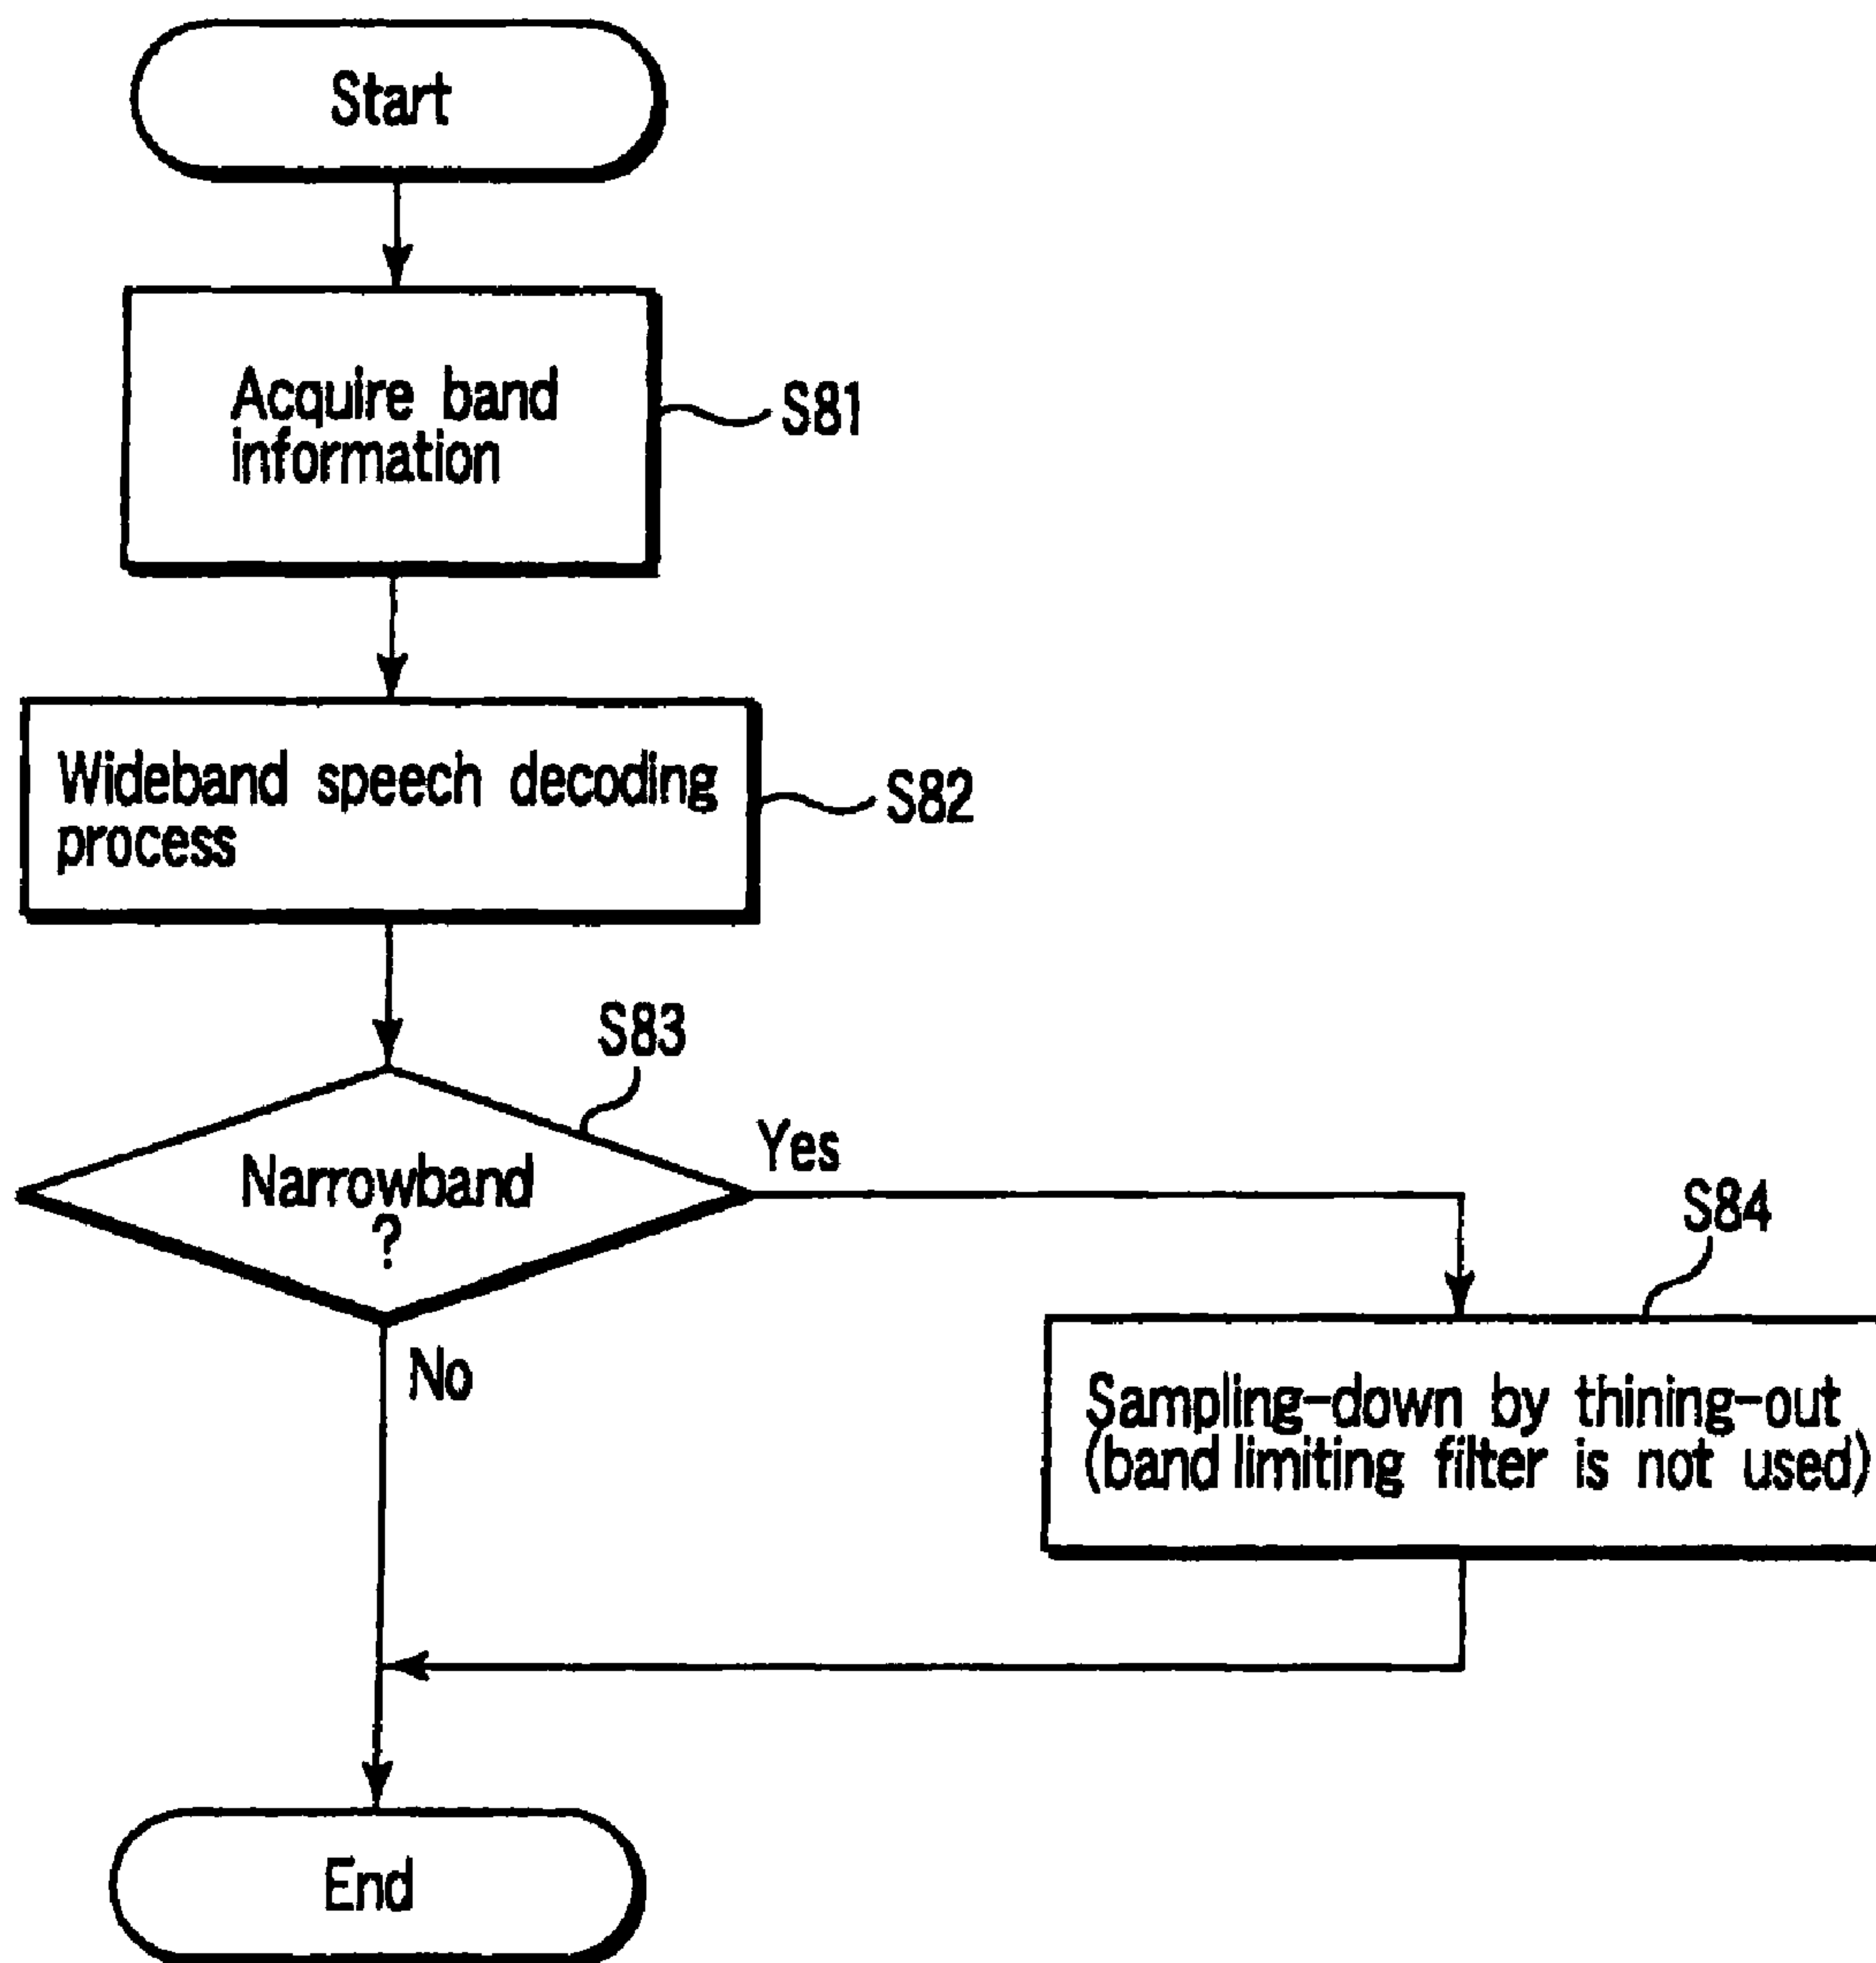 Start
Acquire band
information
S81
Wideband speech decoding
process
S82
S83
Narrowband
?
Yes
No
S84
Sampling-down by thining-out
(band limiting filter is not used)
End